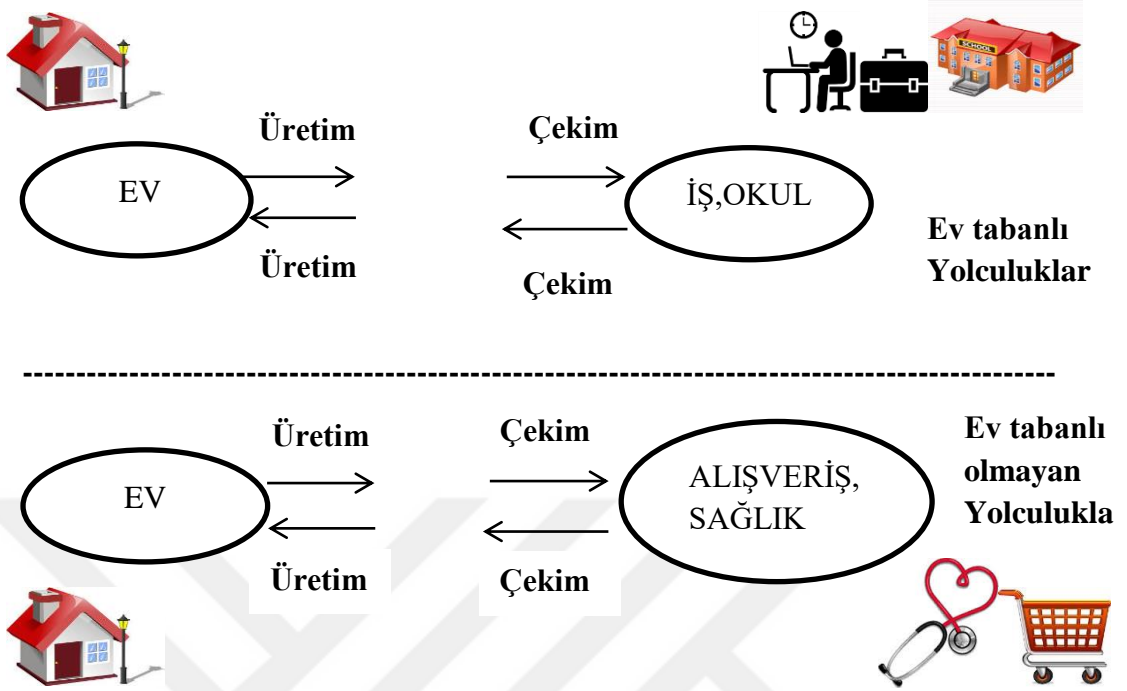 SCHOOL
Üretim
Çekim
EV
İŞ,OKUL
Üretim
Çekim
Ev tabanlı
Yolculuklar
Üretim
Çekim
EV
ALIŞVERİŞ,
SAĞLIK
Üretim
Çekim
Ev tabanlı
olmayan
Yolculukla